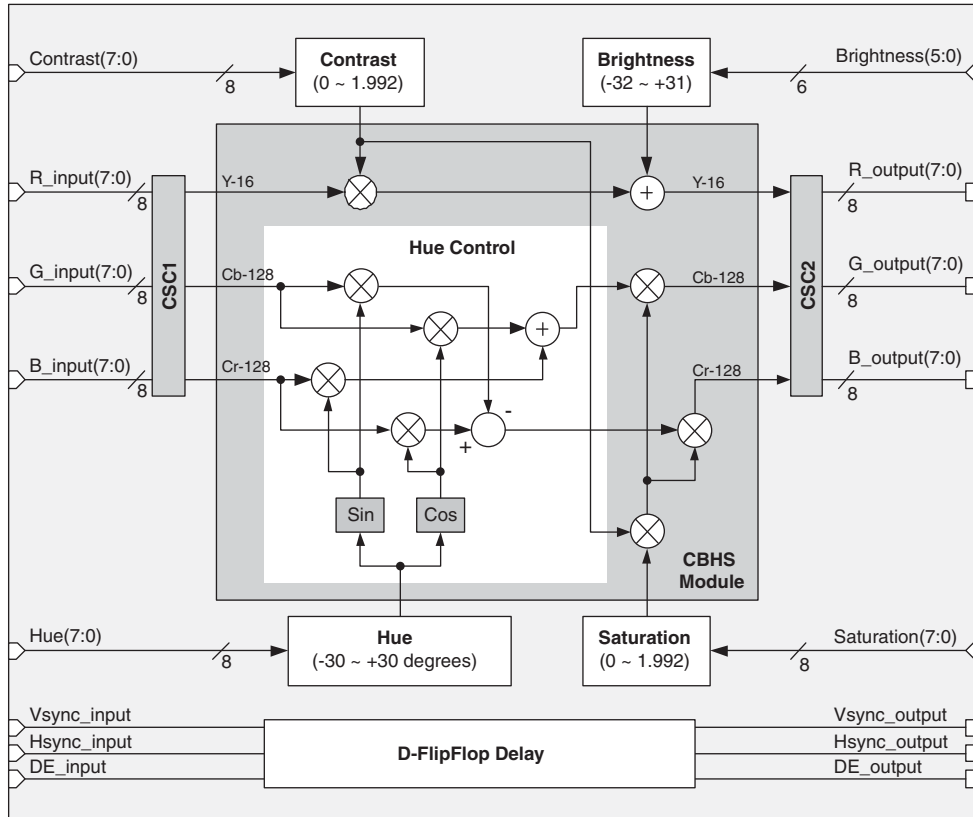 Contrast(7:0)
8
Contrast
(0 ~ 1.992)
Brightness
(-32 ~ +31)
Brightness(5:0)
6
R_input(7:0)
8
Y-16
+
Y-16
R_output(7:0)
8
CSC1
CSC2
Hue Control
G_input(7:0)
8
Cb-128
Cb-128
G_output(7:0)
8
+
B_input(7:0)
8
Cr-128
Cr-128
B_output(7:0)
8
-
+
Sin
Cos
CBHS
Module
Hue(7:0)
8
Hue
(-30 ~ +30 degrees)
Saturation
(0 ~ 1.992)
Saturation(7:0)
8
Vsync_input
Vsync_output
Hsync_input
D-FlipFlop Delay
Hsync_output
DE_input
DE_output